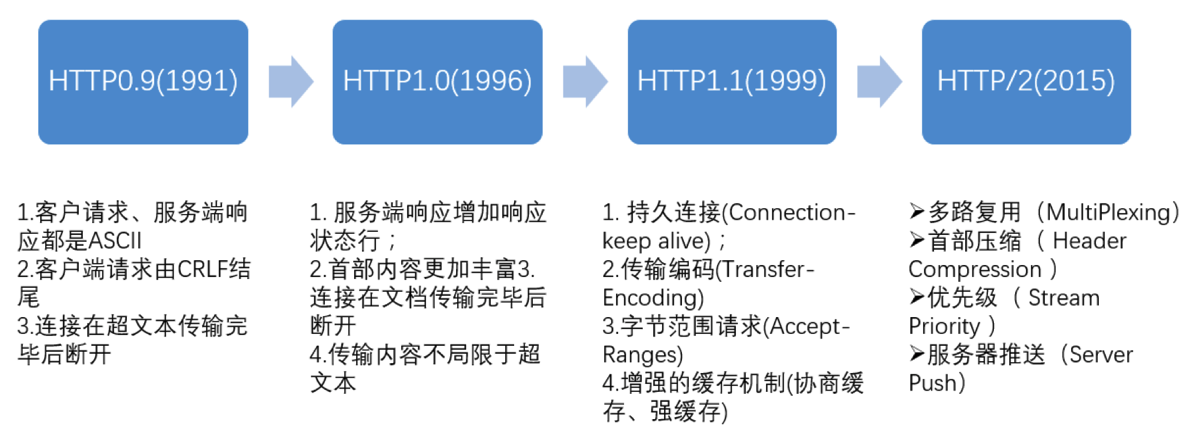 HTTP0.9(1991)
HTTP1.0(1996)
HTTP1.1(1999)
HTTP/2(2015)
1.客户请求、服务端响
应都是ASCII
2.客户端请求由CRLF结
尾
3.连接在超文本传输完
毕后断开
1. 服务端响应增加响应
状态行；
2.首部内容更加丰富3.
连接在文档传输完毕后
断开
4.传输内容不局限于超
文本
1. 持久连接(Connection-
keep alive)；
2.传输编码(Transfer-
Encoding)
3.字节范围请求(Accept-
Ranges)
4.增强的缓存机制(协商缓
存、强缓存)
➢多路复用（MultiPlexing）
➢首部压缩（ Header
Compression ）
➢优先级（ Stream
Priority ）
➢服务器推送（Server
Push）